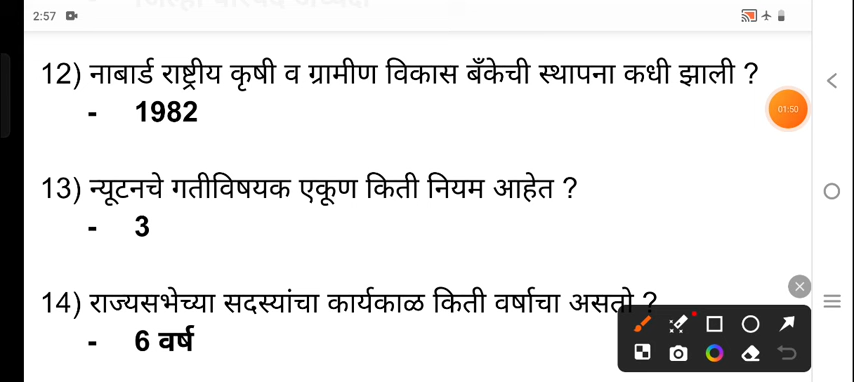 2:57
12) नाबार्ड राष्ट्रीय कृषी व ग्रामीण विकास बँकेची स्थापना कधी झाली ?
- 1982
01:50
13) न्यूटनचे गतीविषयक एकूण किती नियम आहेत ?
- 3
14) राज्यसभेच्या सदस्यांचा कार्यकाळ किती वर्षाचा असतो ?
- 6 वर्ष